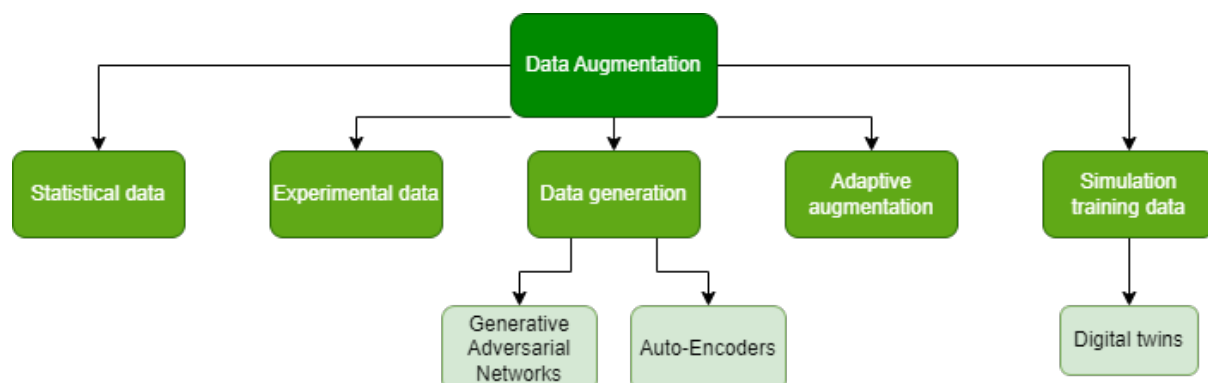 Data Augmentation
Statistical data
Experimental data
Data generation
Adaptive
augmentation
Simulation
training data
Generative
Adversarial
Networks
Auto-Encoders
Digital twins